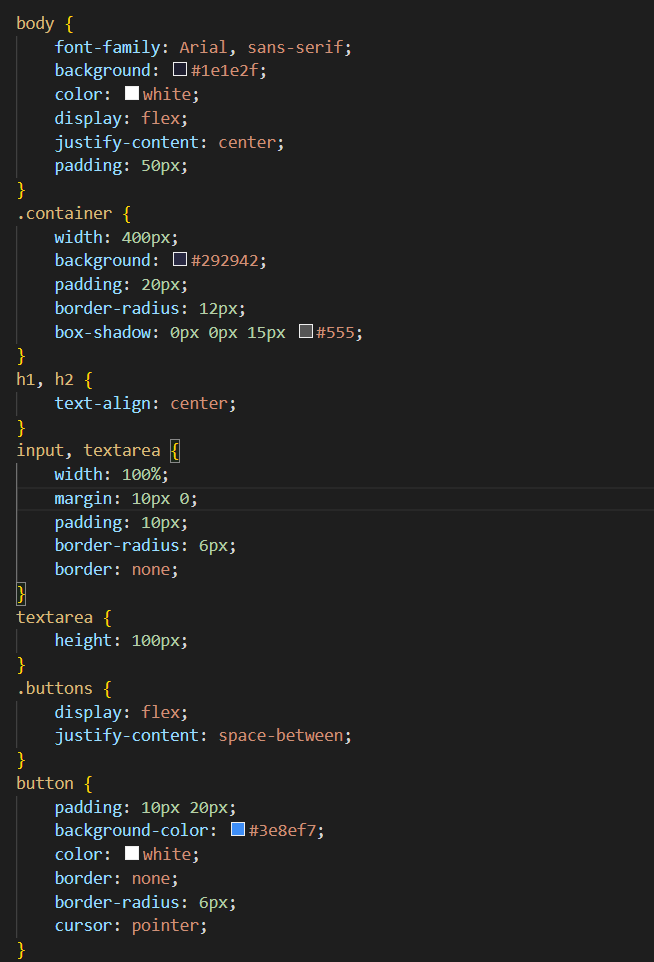 body {
    font-family: Arial, sans-serif;
    background: #1e1e2f;
    color: white;
    display: flex;
    justify-content: center;
    padding: 50px;
}
.container {
    width: 400px;
    background: #292942;
    padding: 20px;
    border-radius: 12px;
    box-shadow: 0px 0px 15px #555;
}
h1, h2 {
    text-align: center;
}
input, textarea {
    width: 100%;
    margin: 10px 0;
    padding: 10px;
    border-radius: 6px;
    border: none;
}
textarea {
    height: 100px;
}
.buttons {
    display: flex;
    justify-content: space-between;
}
button {
    padding: 10px 20px;
    background-color: #3e8ef7;
    color: white;
    border: none;
    border-radius: 6px;
    cursor: pointer;
}